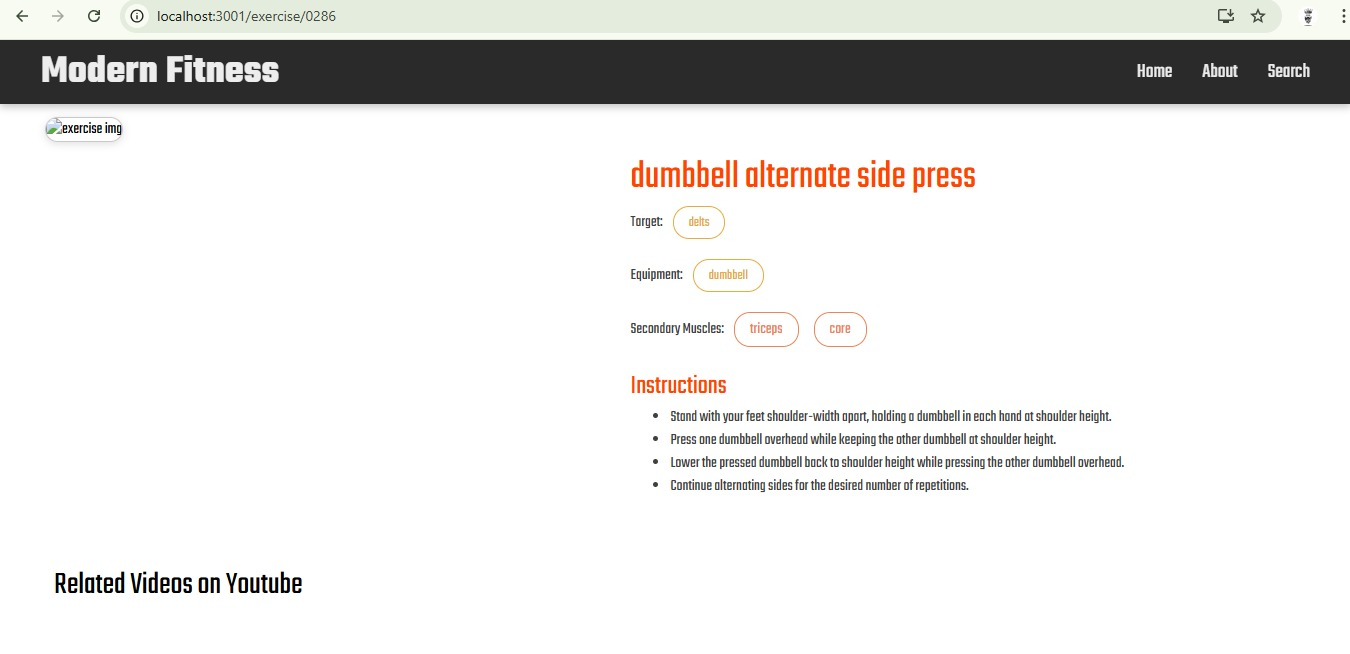 localhost:3001/exercise/0286
Modern Fitness
Home About Search
exercise img
dumbbell alternate side press
Target: delts
Equipment: dumbbell
Secondary Muscles: triceps core
Instructions
• Stand with your feet shoulder-width apart, holding a dumbbell in each hand at shoulder height.
• Press one dumbbell overhead while keeping the other dumbbell at shoulder height.
• Lower the pressed dumbbell back to shoulder height while pressing the other dumbbell overhead.
• Continue alternating sides for the desired number of repetitions.
Related Videos on Youtube